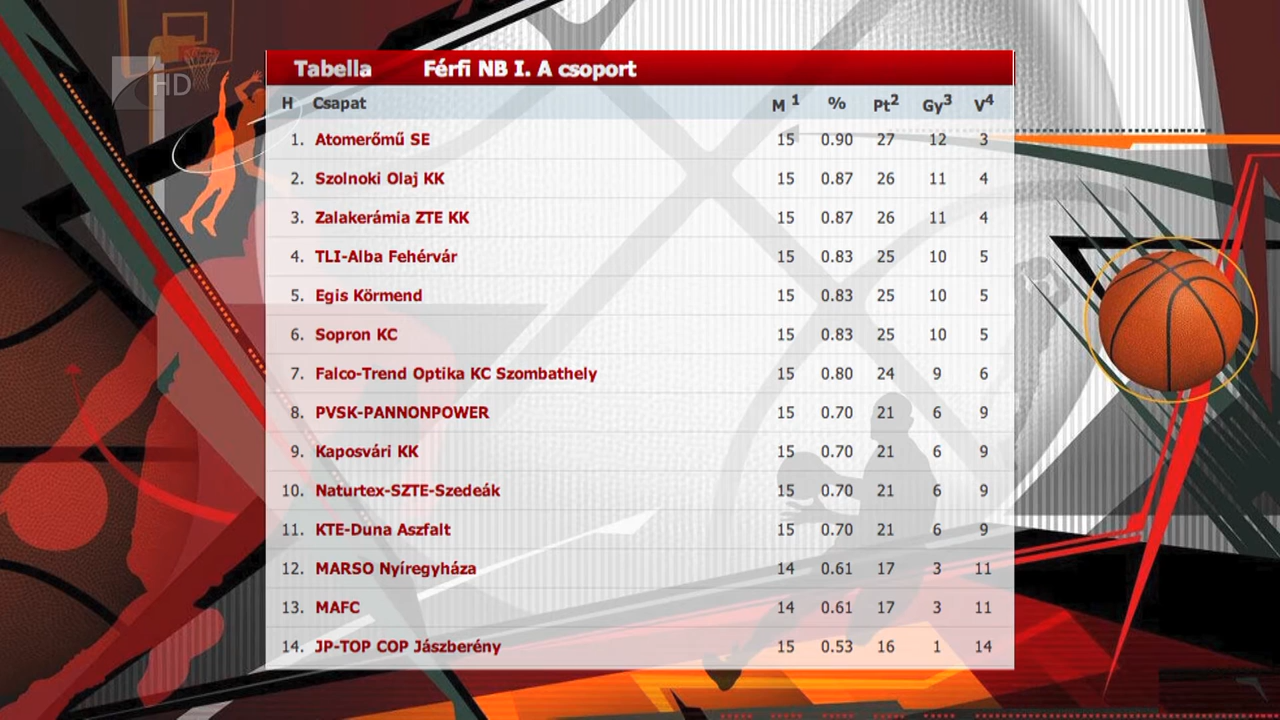 HD
Tabella Férfi NB I. A csoport
H Csapat M 1 % Pt2 Gy3 V4
1. Atomerőmű SE 15 0.90 27 12 3
2. Szolnoki Olaj KK 15 0.87 26 11 4
3. Zalakerámia ZTE KK 15 0.87 26 11 4
4. TLI-Alba Fehérvár 15 0.83 25 10 5
5. Egis Körmend 15 0.83 25 10 5
6. Sopron KC 15 0.83 25 10 5
7. Falco-Trend Optika KC Szombathely 15 0.80 24 9 6
8. PVSK-PANNONPOWER 15 0.70 21 6 9
9. Kaposvári KK 15 0.70 21 6 9
10. Naturtex-SZTE-Szedeák 15 0.70 21 6 9
11. KTE-Duna Aszfalt 15 0.70 21 6 9
12. MARSO Nyíregyháza 14 0.61 17 3 11
13. MAFC 14 0.61 17 3 11
14. JP-TOP COP Jászberény 15 0.53 16 1 14